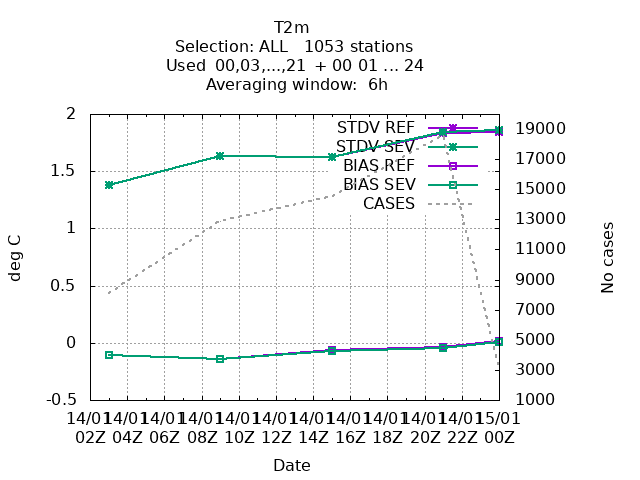 T2m
Selection: ALL   1053 stations
Used  00,03,...,21  + 00 01 ... 24
Averaging window:  6h
2
1.5
1
0.5
0
-0.5
deg C
STDV REF
STDV SEV
BIAS REF
BIAS SEV
CASES
19000
17000
15000
13000
11000
9000
7000
5000
3000
1000
No cases
14/01 14/01 14/01 14/01 14/01 14/01 14/01 14/01 14/01 14/01 14/01 15/01
02Z 04Z 06Z 08Z 10Z 12Z 14Z 16Z 18Z 20Z 22Z 00Z
Date